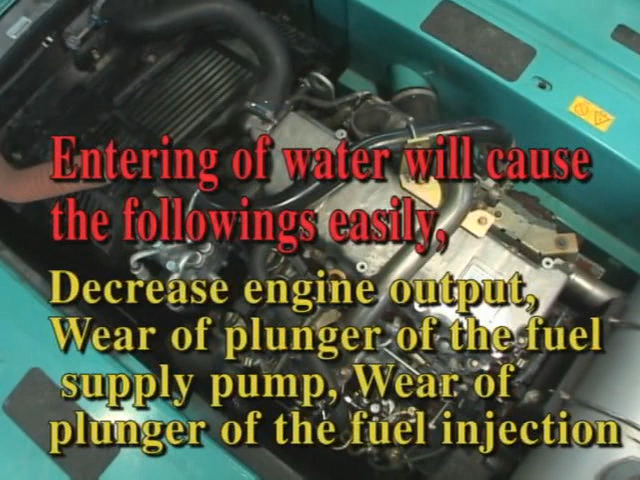 Entering of water will cause
the followings easily,
Decrease engine output,
Wear of plunger of the fuel
supply pump, Wear of
plunger of the fuel injection